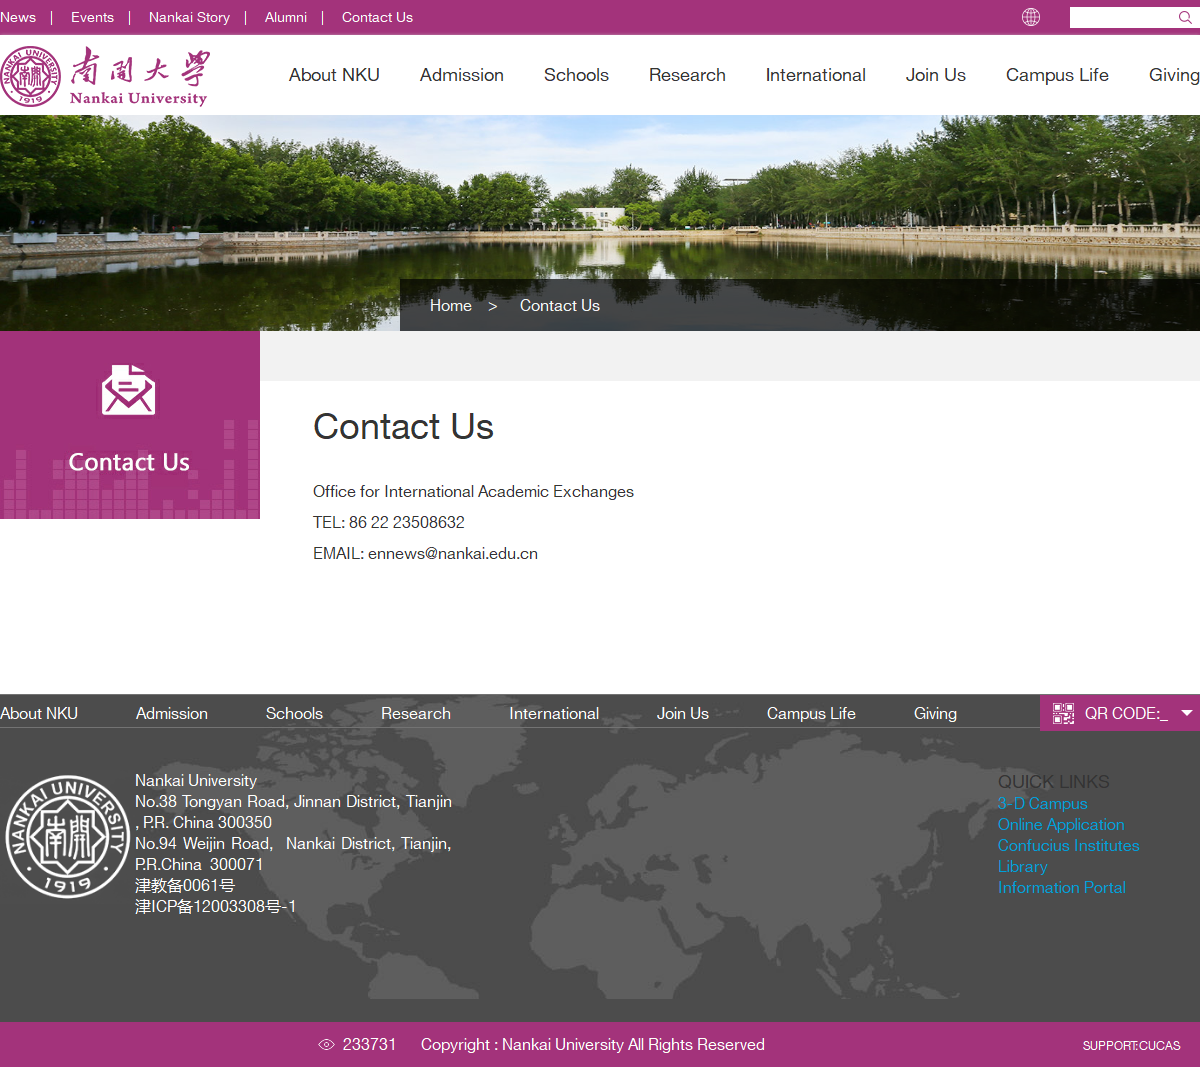 News | Events | Nankai Story | Alumni | Contact Us
NANKAI UNIVERSITY
南開
1919
南開大學
Nankai University
About NKU Admission Schools Research International Join Us Campus Life Giving
Home > Contact Us
Contact Us
Contact Us
Office for International Academic Exchanges
TEL: 86 22 23508632
EMAIL: ennews@nankai.edu.cn
About NKU Admission Schools Research International Join Us Campus Life Giving
QR CODE:_
NANKAI UNIVERSITY
南開
1919
Nankai University
No.38 Tongyan Road, Jinnan District, Tianjin
, P.R. China 300350
No.94 Weijin Road, Nankai District, Tianjin,
P.R.China 300071
津教备0061号
津ICP备12003308号-1
QUICK LINKS
3-D Campus
Online Application
Confucius Institutes
Library
Information Portal
233731 Copyright : Nankai University All Rights Reserved
SUPPORT:CUCAS